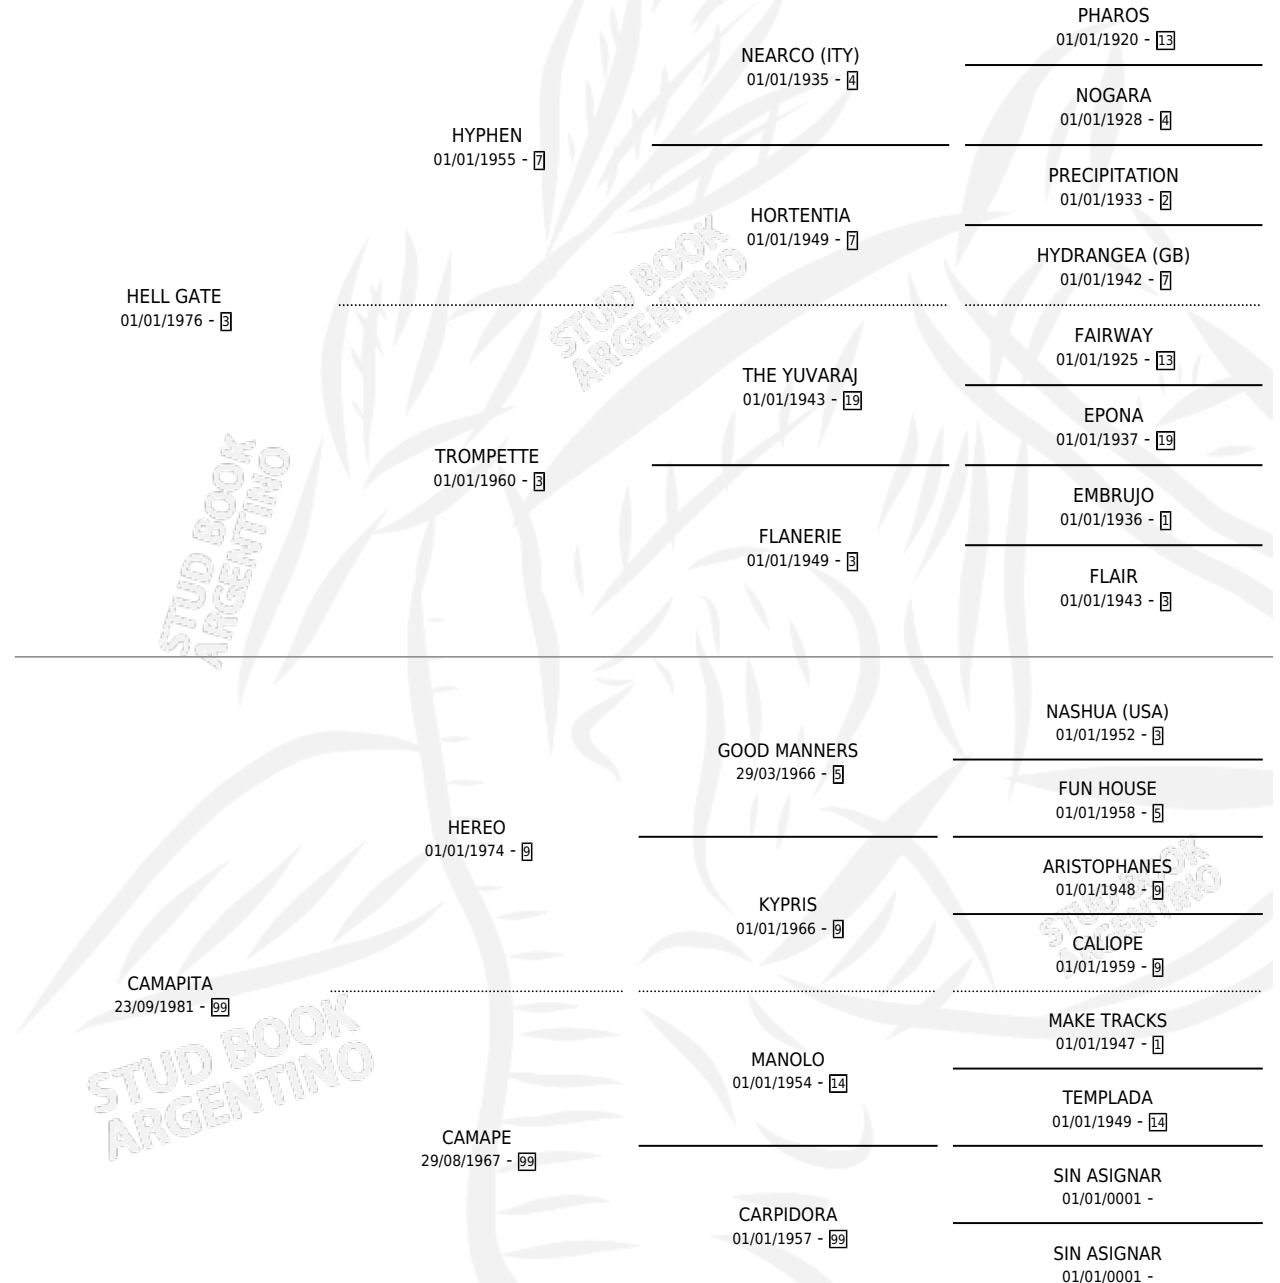 PHAROS
01/01/1920 - 13
NEARCO (ITY)
01/01/1935 - 4
NOGARA
01/01/1928 - 4
HYPHEN
01/01/1955 - 7
PRECIPITATION
01/01/1933 - 2
HORTENTIA
01/01/1949 - 7
HYDRANGEA (GB)
01/01/1942 - 7
HELL GATE
01/01/1976 - 3
STUD BOOK
ARGENTINO
FAIRWAY
01/01/1925 - 13
THE YUVARAJ
01/01/1943 - 19
EPONA
01/01/1937 - 19
TROMPETTE
01/01/1960 - 3
EMBRUJO
01/01/1936 - 1
FLANERIE
01/01/1949 - 3
FLAIR
01/01/1943 - 3
STUD BOOK
ARGENTINO
NASHUA (USA)
01/01/1952 - 3
GOOD MANNERS
29/03/1966 - 5
FUN HOUSE
01/01/1958 - 5
HEREO
01/01/1974 - 9
ARISTOPHANES
01/01/1948 - 9
KYPRIS
01/01/1966 - 9
STUD BOOK
ARGENTINO
CALIOPE
01/01/1959 - 9
CAMAPITA
23/09/1981 - 99
MAKE TRACKS
01/01/1947 - 1
MANOLO
01/01/1954 - 14
STUD BOOK
ARGENTINO
TEMPLADA
01/01/1949 - 14
CAMAPE
29/08/1967 - 99
SIN ASIGNAR
01/01/0001 -
CARPIDORA
01/01/1957 - 99
SIN ASIGNAR
01/01/0001 -